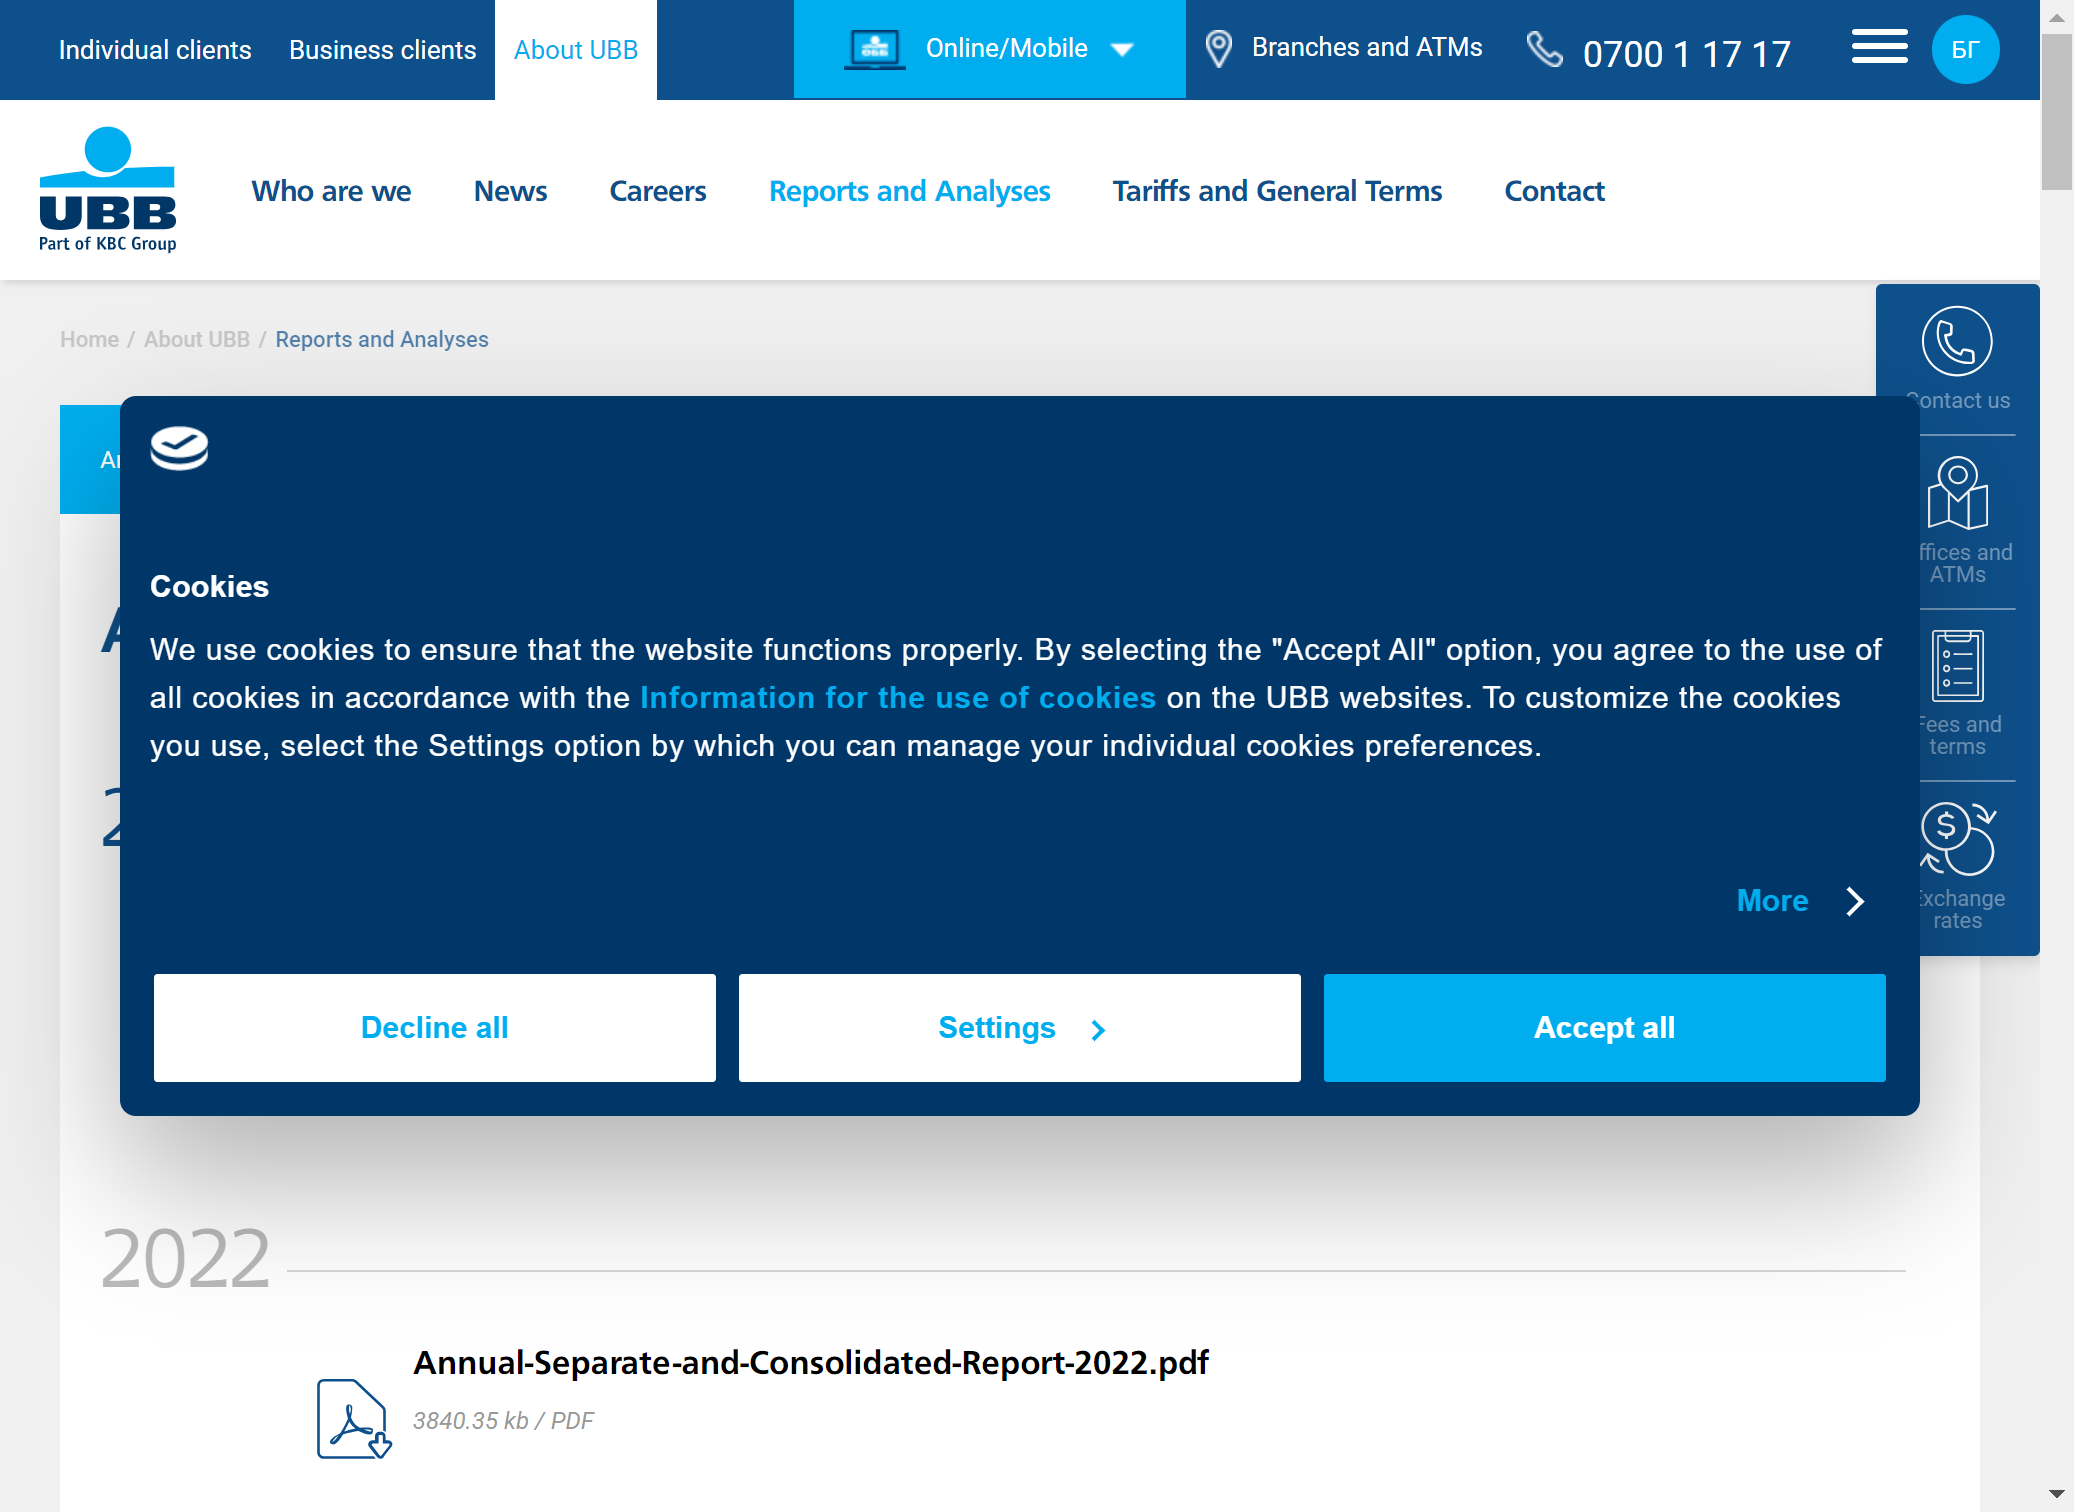 Individual clients
Business clients
About UBB
Online/Mobile
Branches and ATMs
0700 1 17 17
БГ
UBB
Part of KBC Group
Who are we
News
Careers
Reports and Analyses
Tariffs and General Terms
Contact
Home / About UBB / Reports and Analyses
Contact us
ffices and
ATMs
Fees and
terms
Exchange
rates
Cookies
We use cookies to ensure that the website functions properly. By selecting the "Accept All" option, you agree to the use of
all cookies in accordance with the Information for the use of cookies on the UBB websites. To customize the cookies
you use, select the Settings option by which you can manage your individual cookies preferences.
More
Decline all
Settings
Accept all
2022
Annual-Separate-and-Consolidated-Report-2022.pdf
3840.35 kb / PDF